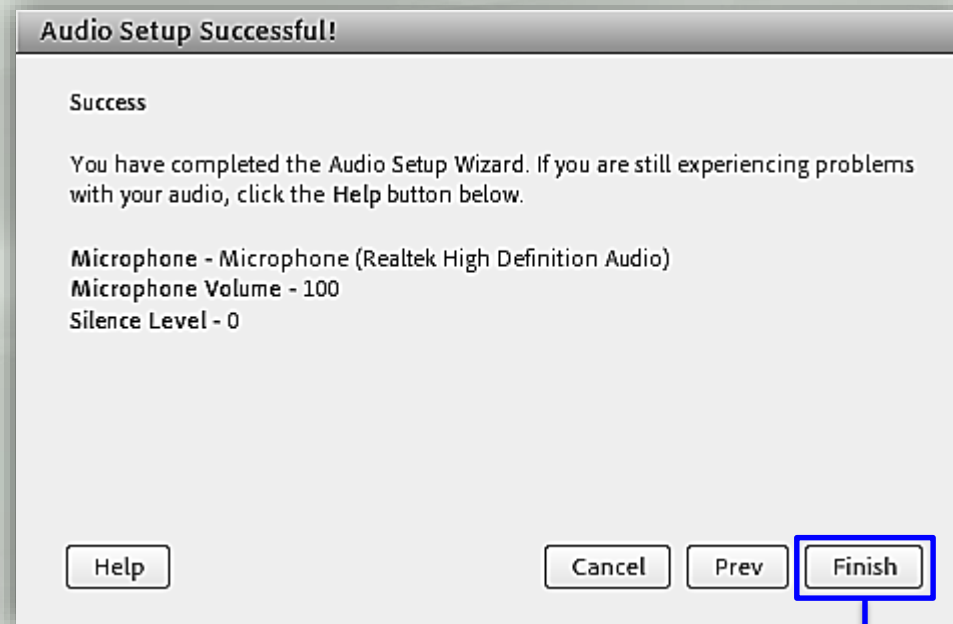 Audio Setup Successful!
Success
You have completed the Audio Setup Wizard. If you are still experiencing problems
with your audio, click the Help button below.
Microphone - Microphone (Realtek High Definition Audio)
Microphone Volume - 100
Silence Level - 0
Help Cancel Prev Finish